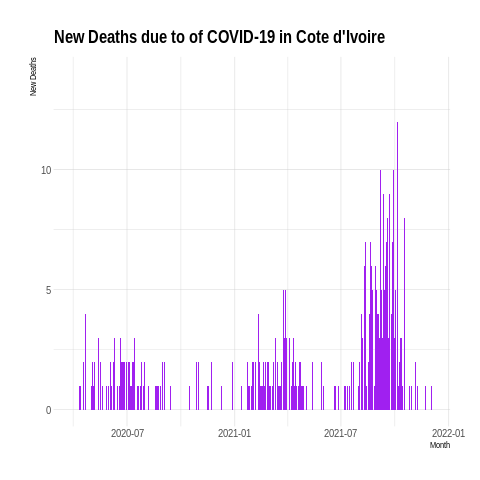 New Deaths due to of COVID-19 in Cote d'Ivoire
New Deaths
10
5
0
2020-07 2021-01 2021-07 2022-01
Month